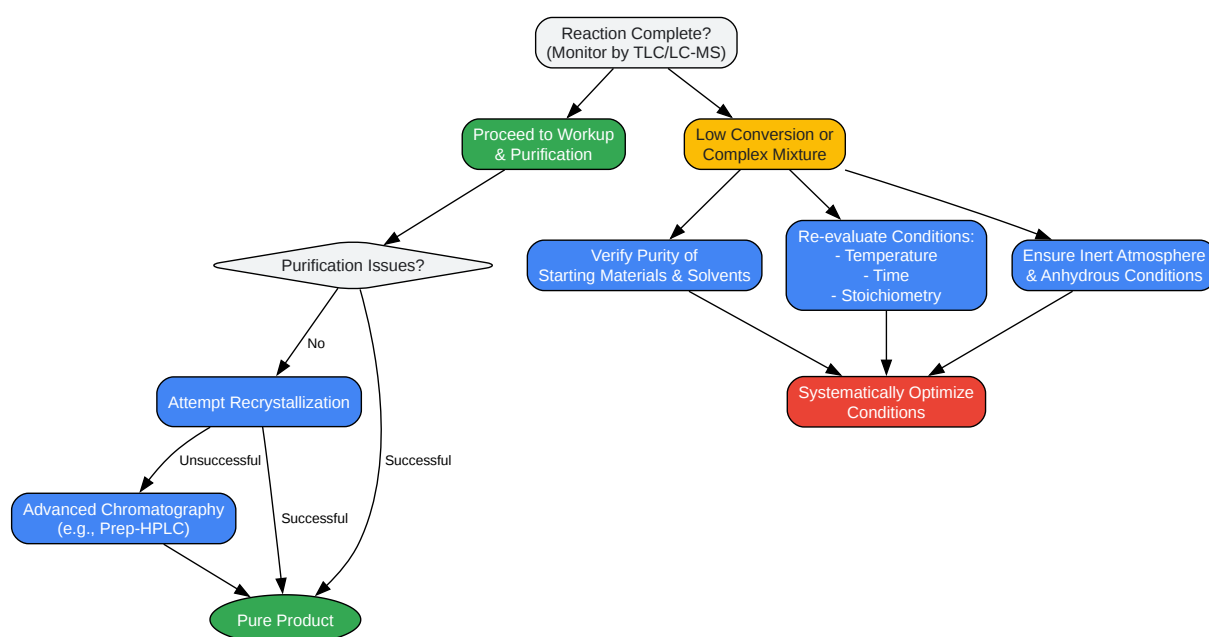 Reaction Complete?
(Monitor by TLC/LC-MS)
Proceed to Workup
& Purification
Low Conversion or
Complex Mixture
Purification Issues?
Verify Purity of
Starting Materials & Solvents
Re-evaluate Conditions:
- Temperature
- Time
- Stoichiometry
Ensure Inert Atmosphere
& Anhydrous Conditions
No
Attempt Recrystallization
Systematically Optimize
Conditions
Unsuccessful
Successful
Advanced Chromatography
(e.g., Prep-HPLC)
Successful
Pure Product